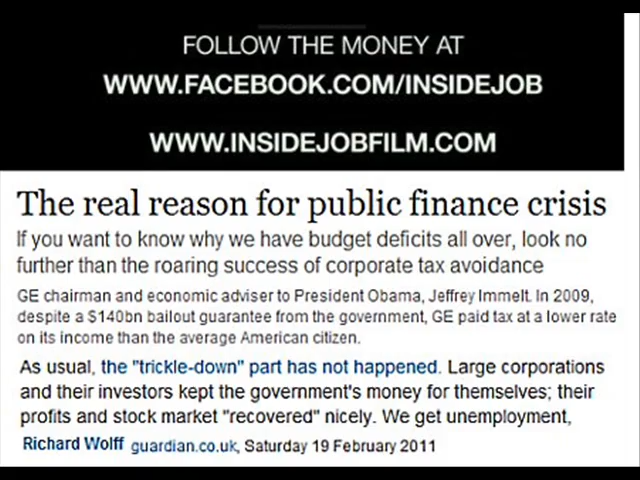 FOLLOW THE MONEY AT
WWW.FACEBOOK.COM/INSIDEJOB
WWW.INSIDEJOBFILM.COM
The real reason for public finance crisis
If you want to know why we have budget deficits all over, look no
further than the roaring success of corporate tax avoidance
GE chairman and economic adviser to President Obama, Jeffrey Immelt. In 2009,
despite a $140bn bailout guarantee from the government, GE paid tax at a lower rate
on its income than the average American citizen.
As usual, the "trickle-down" part has not happened. Large corporations
and their investors kept the government's money for themselves; their
profits and stock market "recovered" nicely. We get unemployment,
Richard Wolff guardian.co.uk, Saturday 19 February 2011